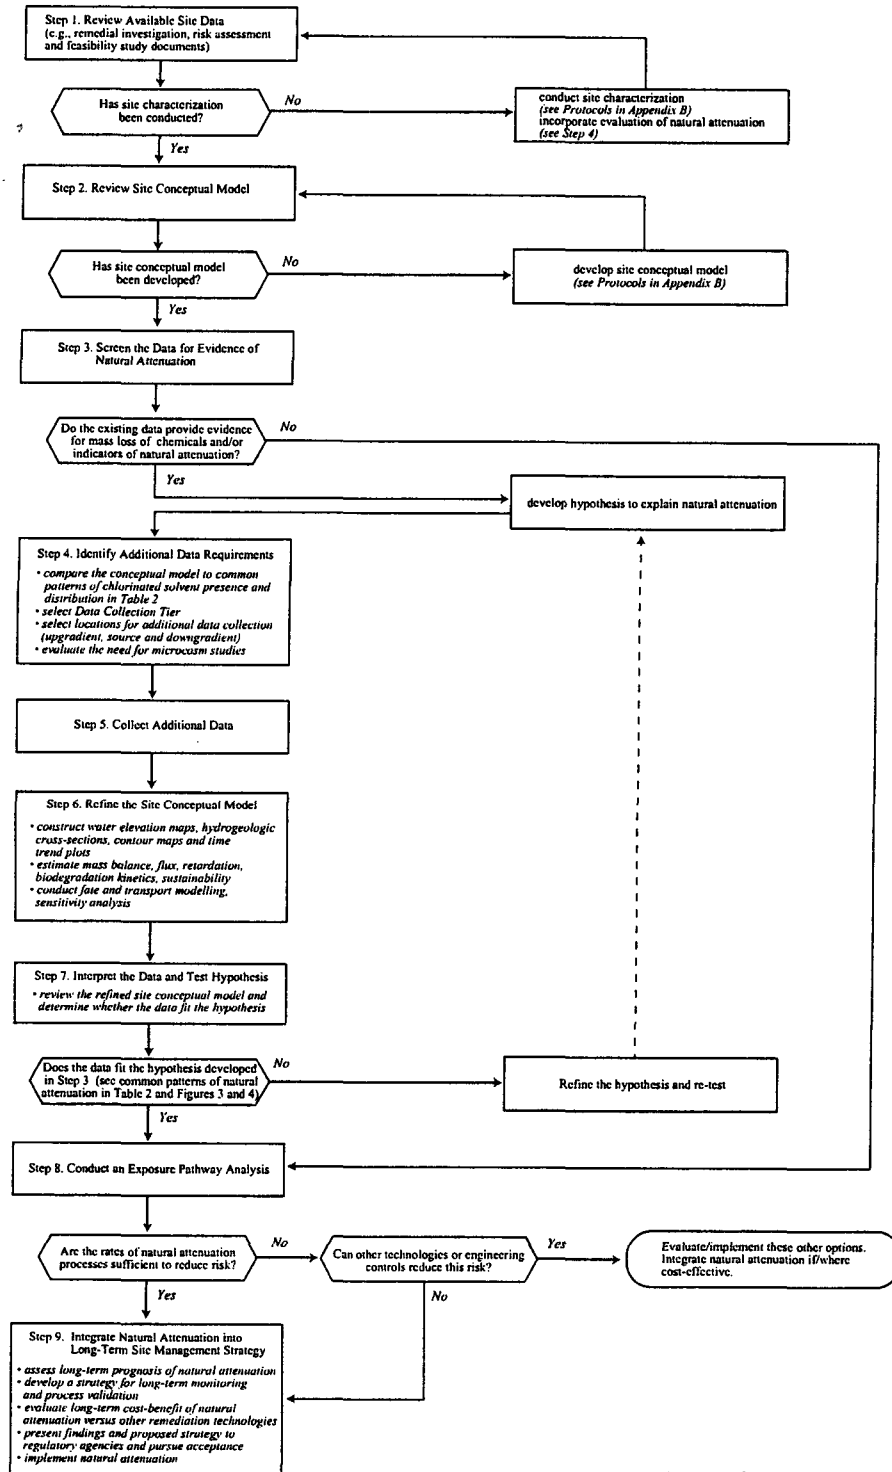 Step 1. Review Available Site Data
(e.g., remedial investigation, risk assessment
and feasibility study documents)
Has site characterization
been conducted?
No
conduct site characterization
(see Protocols in Appendix B)
incorporate evaluation of natural attenuation
(see Step 4)
Yes
Step 2. Review Site Conceptual Model
Has site conceptual model
been developed?
No
develop site conceptual model
(see Protocols in Appendix B)
Yes
Step 3. Screen the Data for Evidence of
Natural Attenuation
Do the existing data provide evidence
for mass loss of chemicals and/or
indicators of natural attenuation?
No
Yes
develop hypothesis to explain natural attenuation
Step 4. Identify Additional Data Requirements
• compare the conceptual model to common
patterns of chlorinated solvent presence and
distribution in Table 2
• select Data Collection Tier
• select locations for additional data collection
(upgradient, source and downgradient)
• evaluate the need for microcosm studies
Step 5. Collect Additional Data
Step 6. Refine the Site Conceptual Model
• construct water elevation maps, hydrogeologic
cross-sections, contour maps and time
trend plots
• estimate mass balance, flux, retardation,
biodegradation kinetics, sustainability
• conduct fate and transport modelling,
sensitivity analysis
Step 7. Interpret the Data and Test Hypothesis
• review the refined site conceptual model and
determine whether the data fit the hypothesis
Does the data fit the hypothesis developed
in Step 3 (see common patterns of natural
attenuation in Table 2 and Figures 3 and 4)
No
Refine the hypothesis and re-test
Yes
Step 8. Conduct an Exposure Pathway Analysis
Are the rates of natural attenuation
processes sufficient to reduce risk?
No
Can other technologies or engineering
controls reduce this risk?
Yes
Evaluate/implement these other options.
Integrate natural attenuation if/where
cost-effective.
Yes
No
Step 9. Integrate Natural Attenuation into
Long-Term Site Management Strategy
• assess long-term prognosis of natural attenuation
• develop a strategy for long-term monitoring
and process validation
• evaluate long-term cost-benefit of natural
attenuation versus other remediation technologies
• present findings and proposed strategy to
regulatory agencies and pursue acceptance
• implement natural attenuation